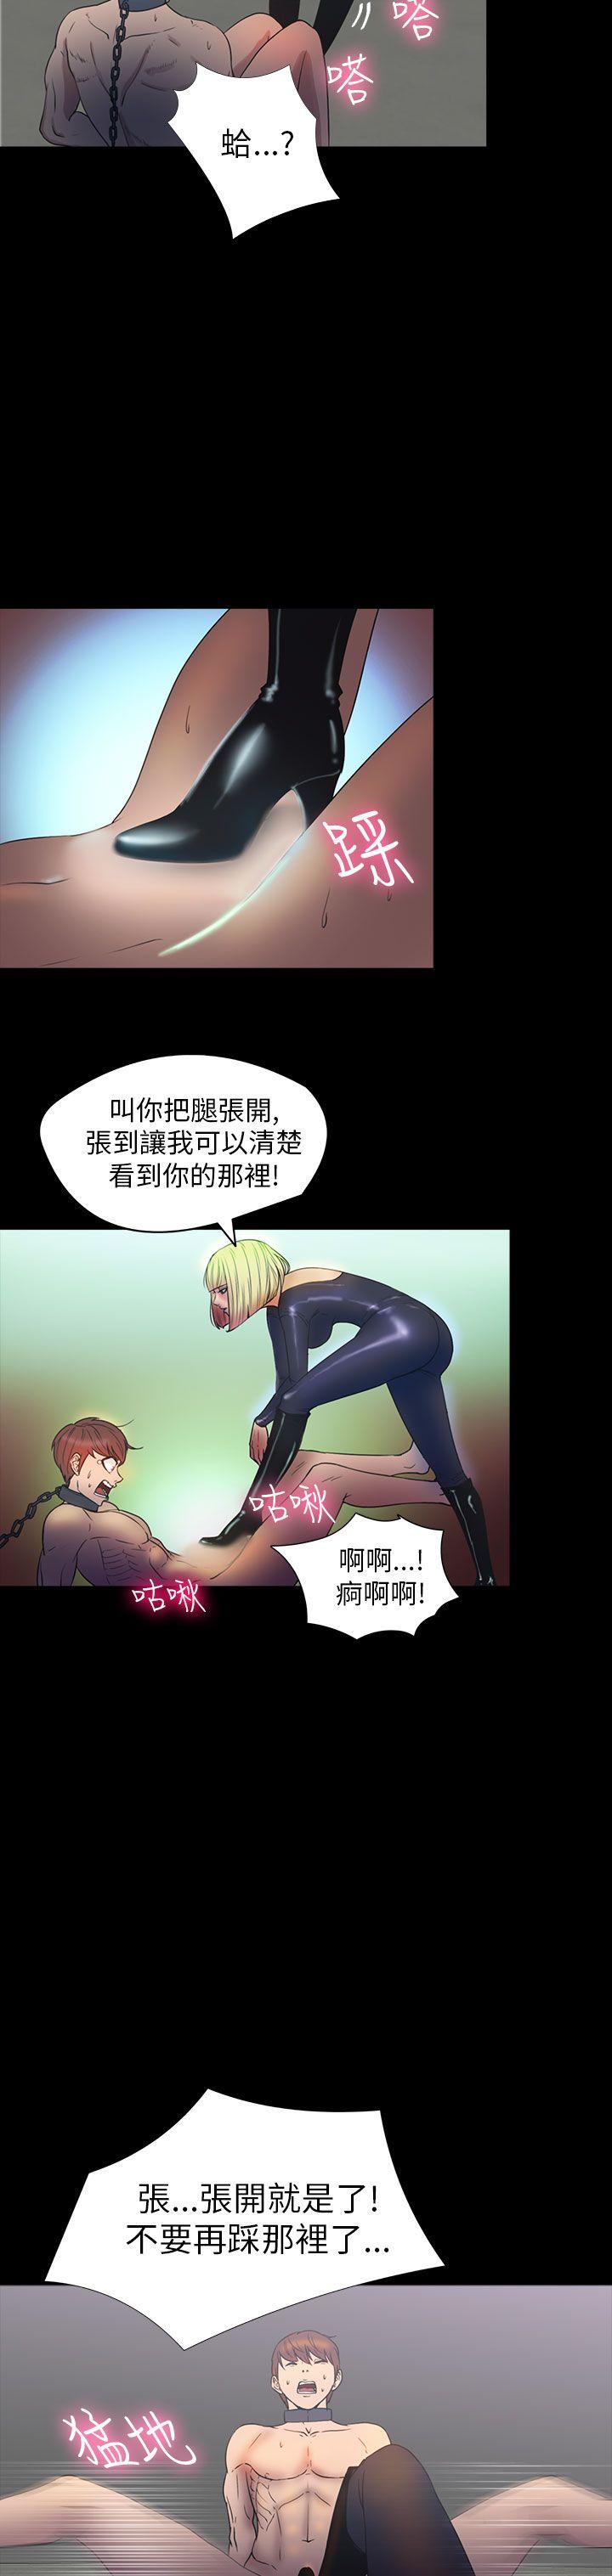 嗒
嗒
蛤...?
踩
叫你把腿張開,
張到讓我可以清楚
看到你的那裡!
咕啾
咕啾
啊啊...!
痾啊啊!
張...張開就是了!
不要再踩那裡了...
猛地